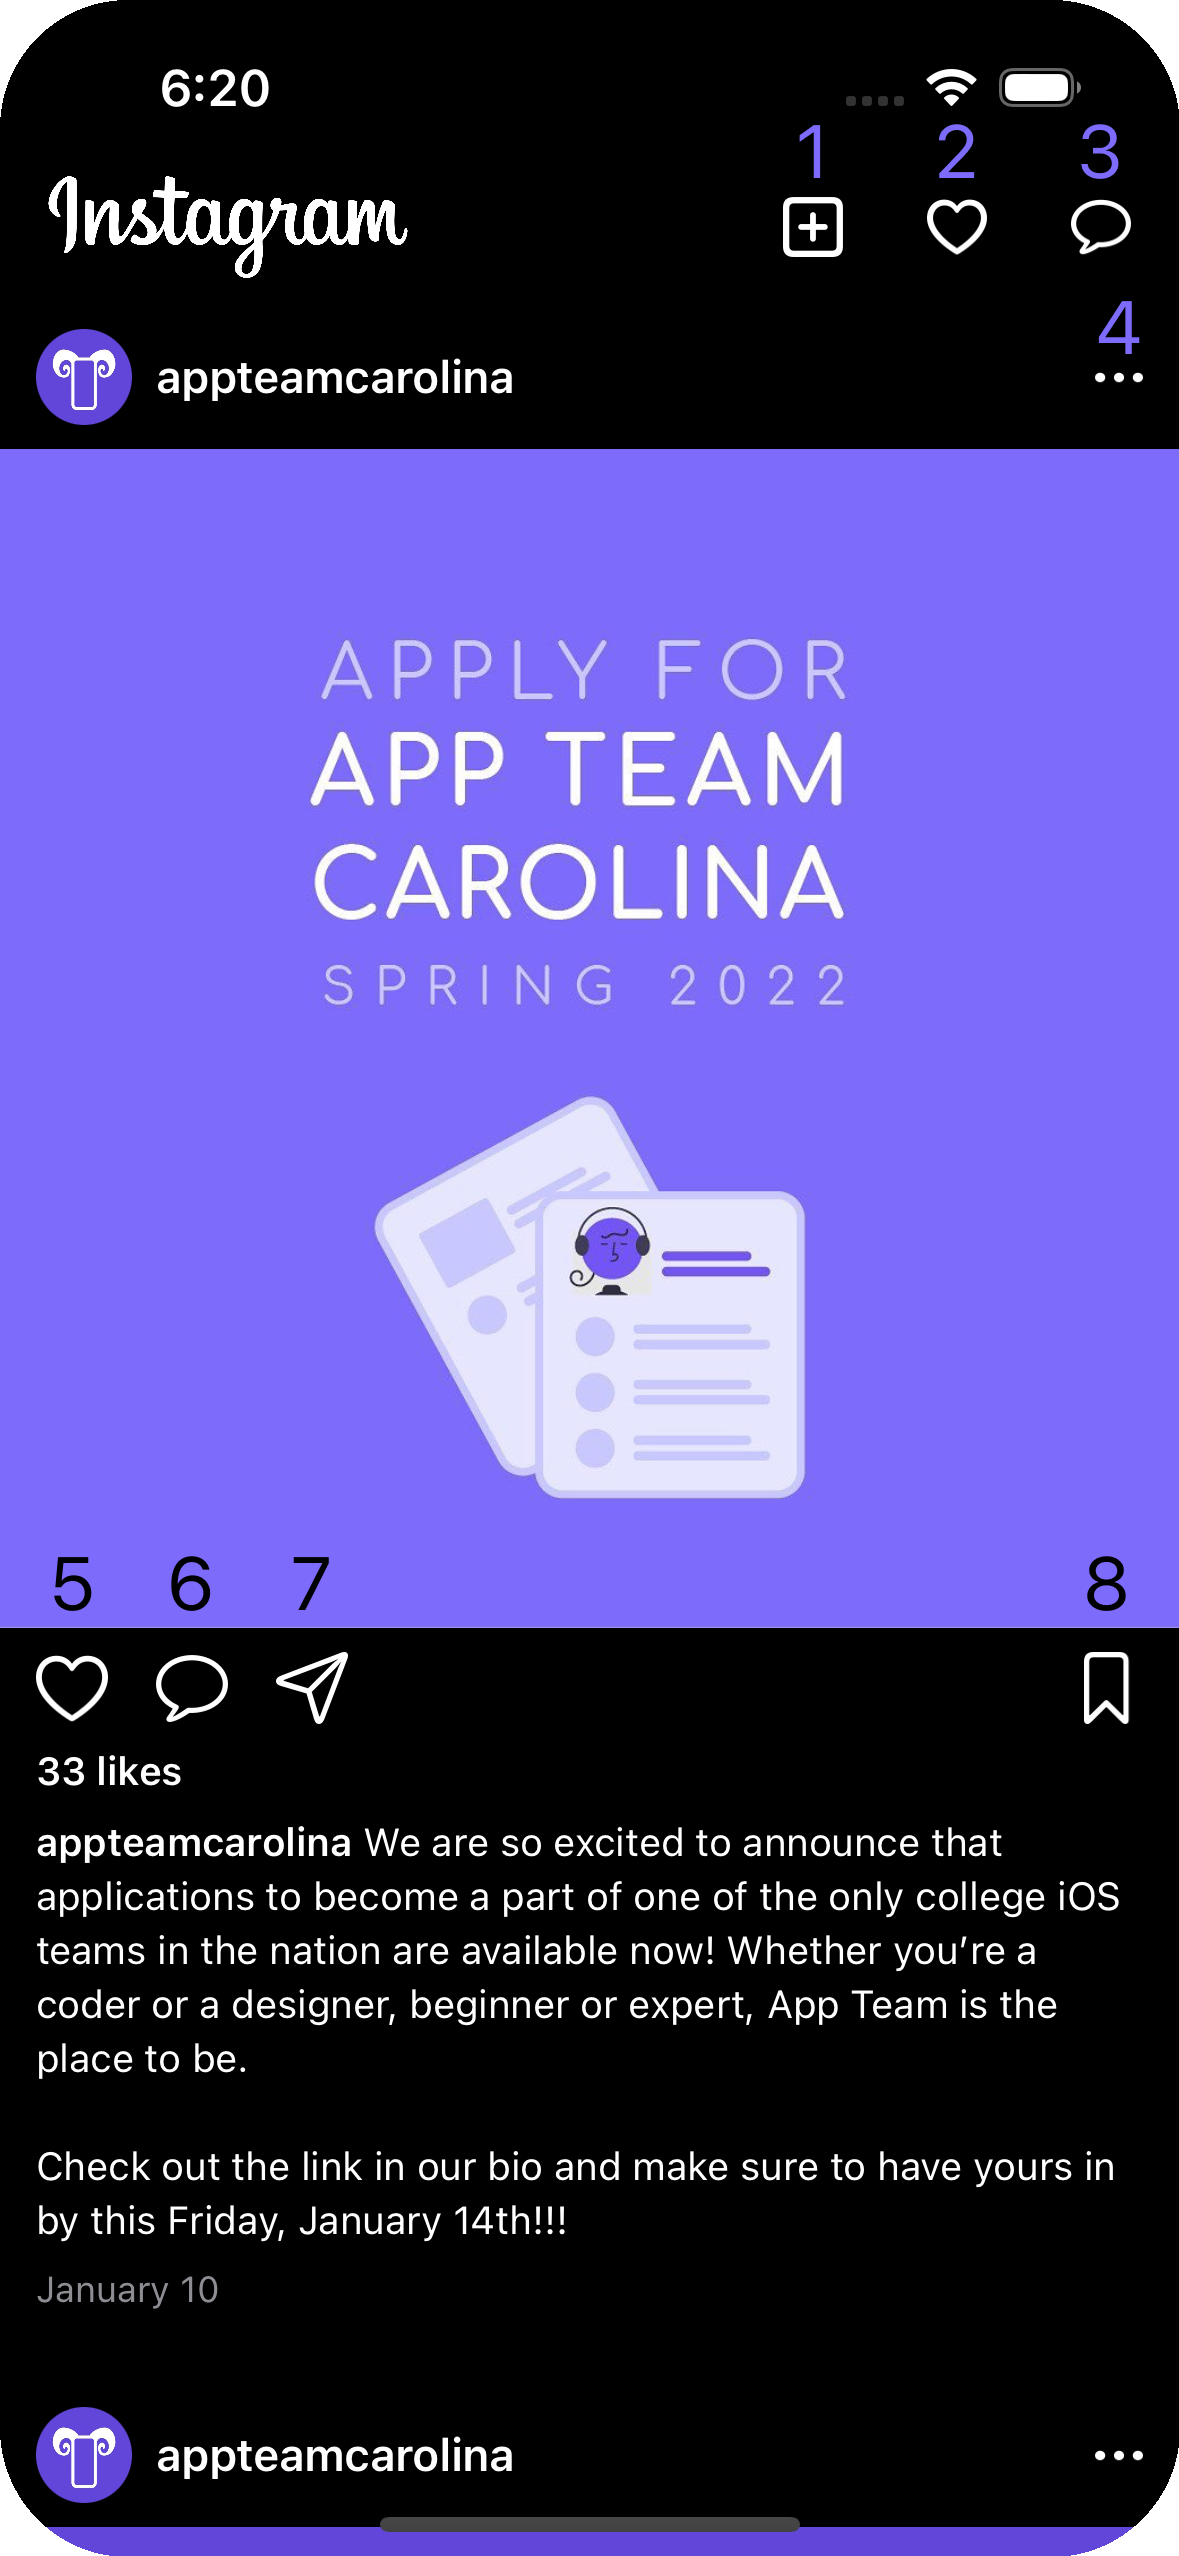 6:20
1 2 3
Instagram
4
appteamcarolina
APPLY FOR
APP TEAM
CAROLINA
SPRING 2022
5 6 7 8
33 likes
appteamcarolina We are so excited to announce that
applications to become a part of one of the only college iOS
teams in the nation are available now! Whether you’re a
coder or a designer, beginner or expert, App Team is the
place to be.
Check out the link in our bio and make sure to have yours in
by this Friday, January 14th!!!
January 10
appteamcarolina